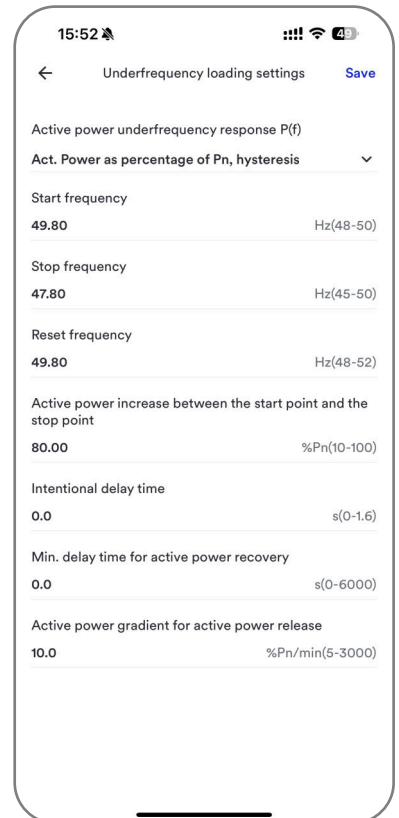 15:52
49
Underfrequency loading settings Save
Active power underfrequency response P(f)
Act. Power as percentage of Pn, hysteresis
Start frequency
49.80 Hz(48-50)
Stop frequency
47.80 Hz(45-50)
Reset frequency
49.80 Hz(48-52)
Active power increase between the start point and the
stop point
80.00 %Pn(10-100)
Intentional delay time
0.0 s(0-1.6)
Min. delay time for active power recovery
0.0 s(0-6000)
Active power gradient for active power release
10.0 %Pn/min(5-3000)